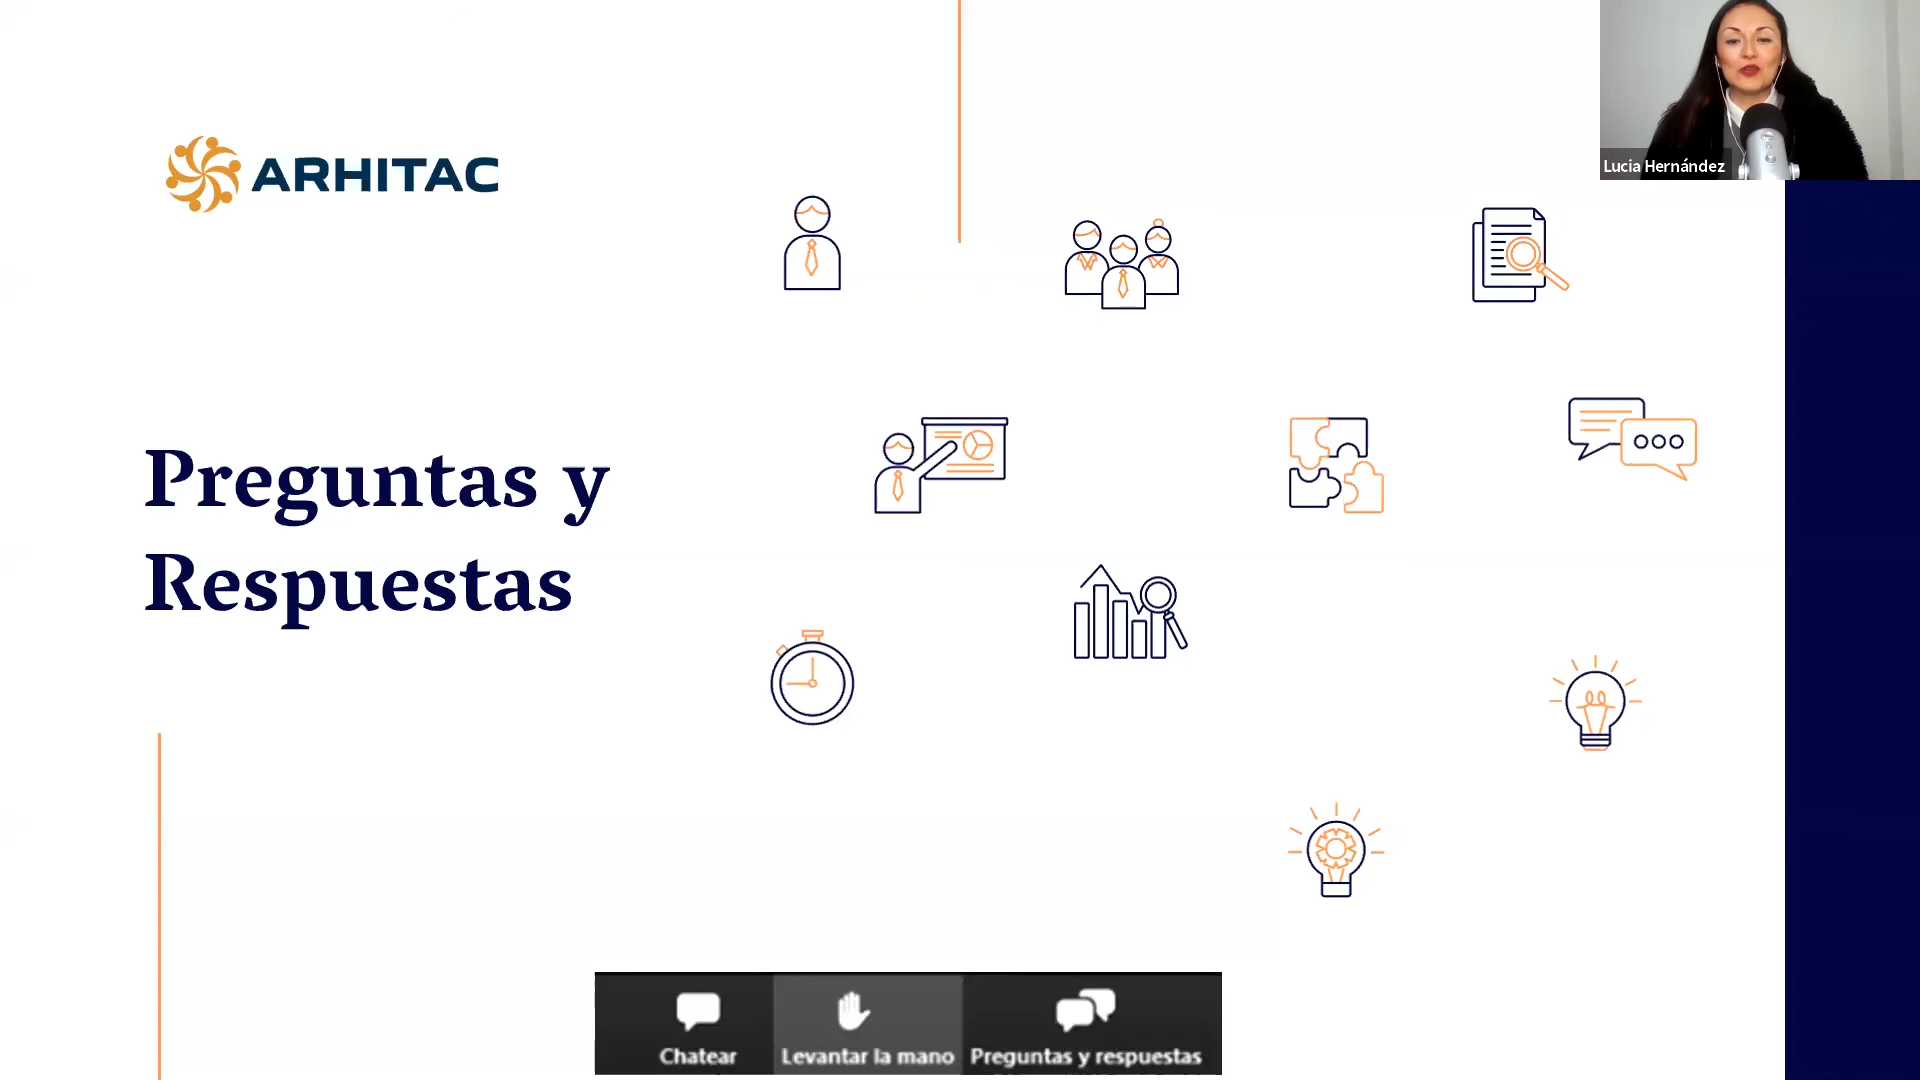 Lucia Hernández
ARHITAC
Preguntas y
Respuestas
Chatear
Levantar la mano
Preguntas y respuestas